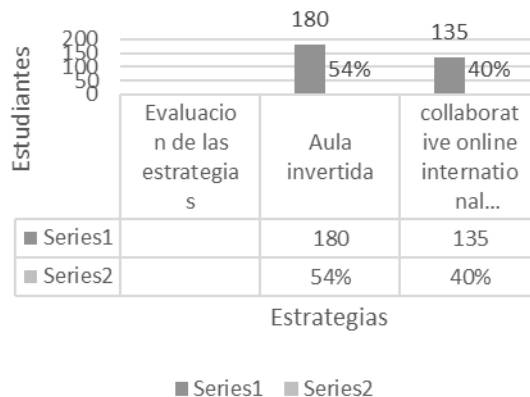 180
135
200
150
100
50
0
54%
40%
Estudiantes
Evaluacio
n de las
estrategia
s
Aula
invertida
collaborat
ive online
internatio
nal...
Series1
180
135
Series2
54%
40%
Estrategias
Series1
Series2